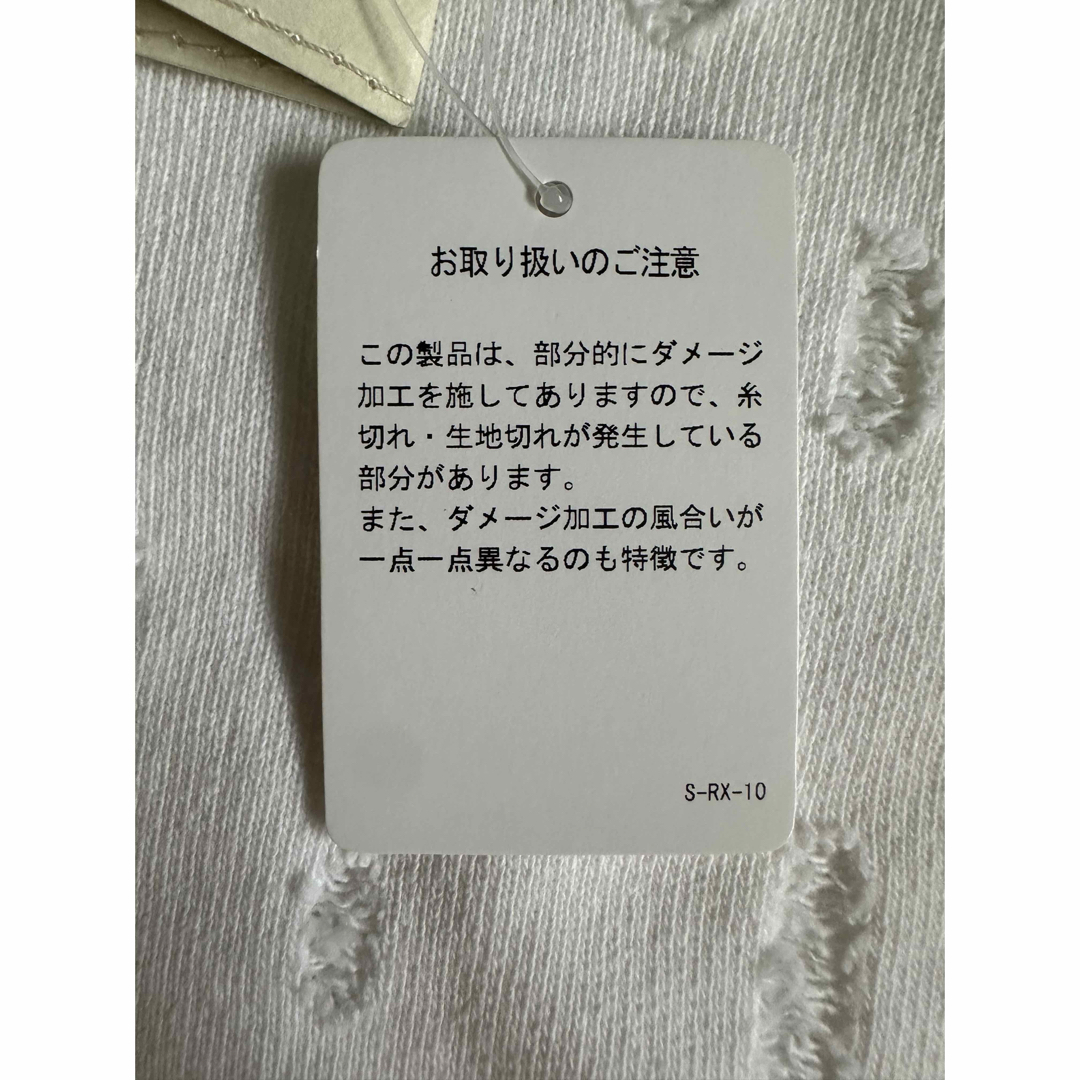 お取り扱いのご注意
この製品は、部分的にダメージ
加工を施してありますので、糸
切れ・生地切れが発生している
部分があります。
また、ダメージ加工の風合いが
一点一点異なるのも特徴です。
S-RX-10